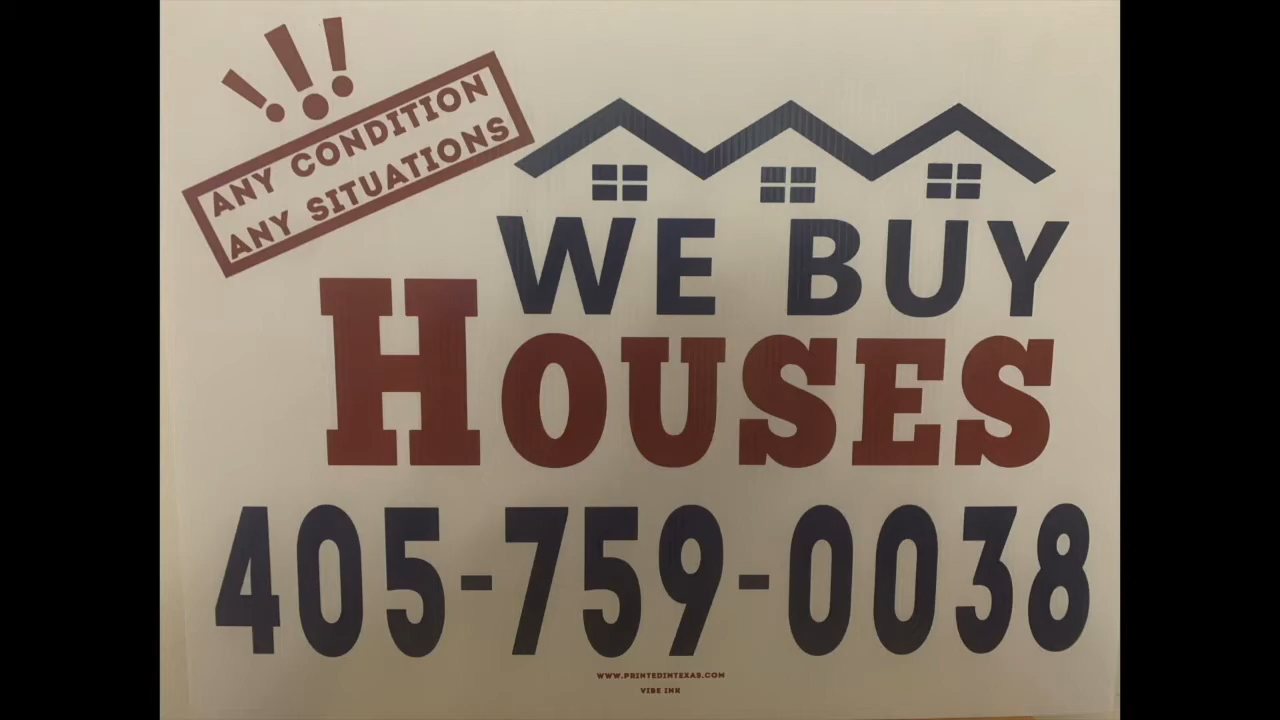 !!!
ANY CONDITION
ANY SITUATIONS
WE BUY
HOUSES
405-759-0038
WWW.PRINTEDINTEXAS.COM
VIBE INK